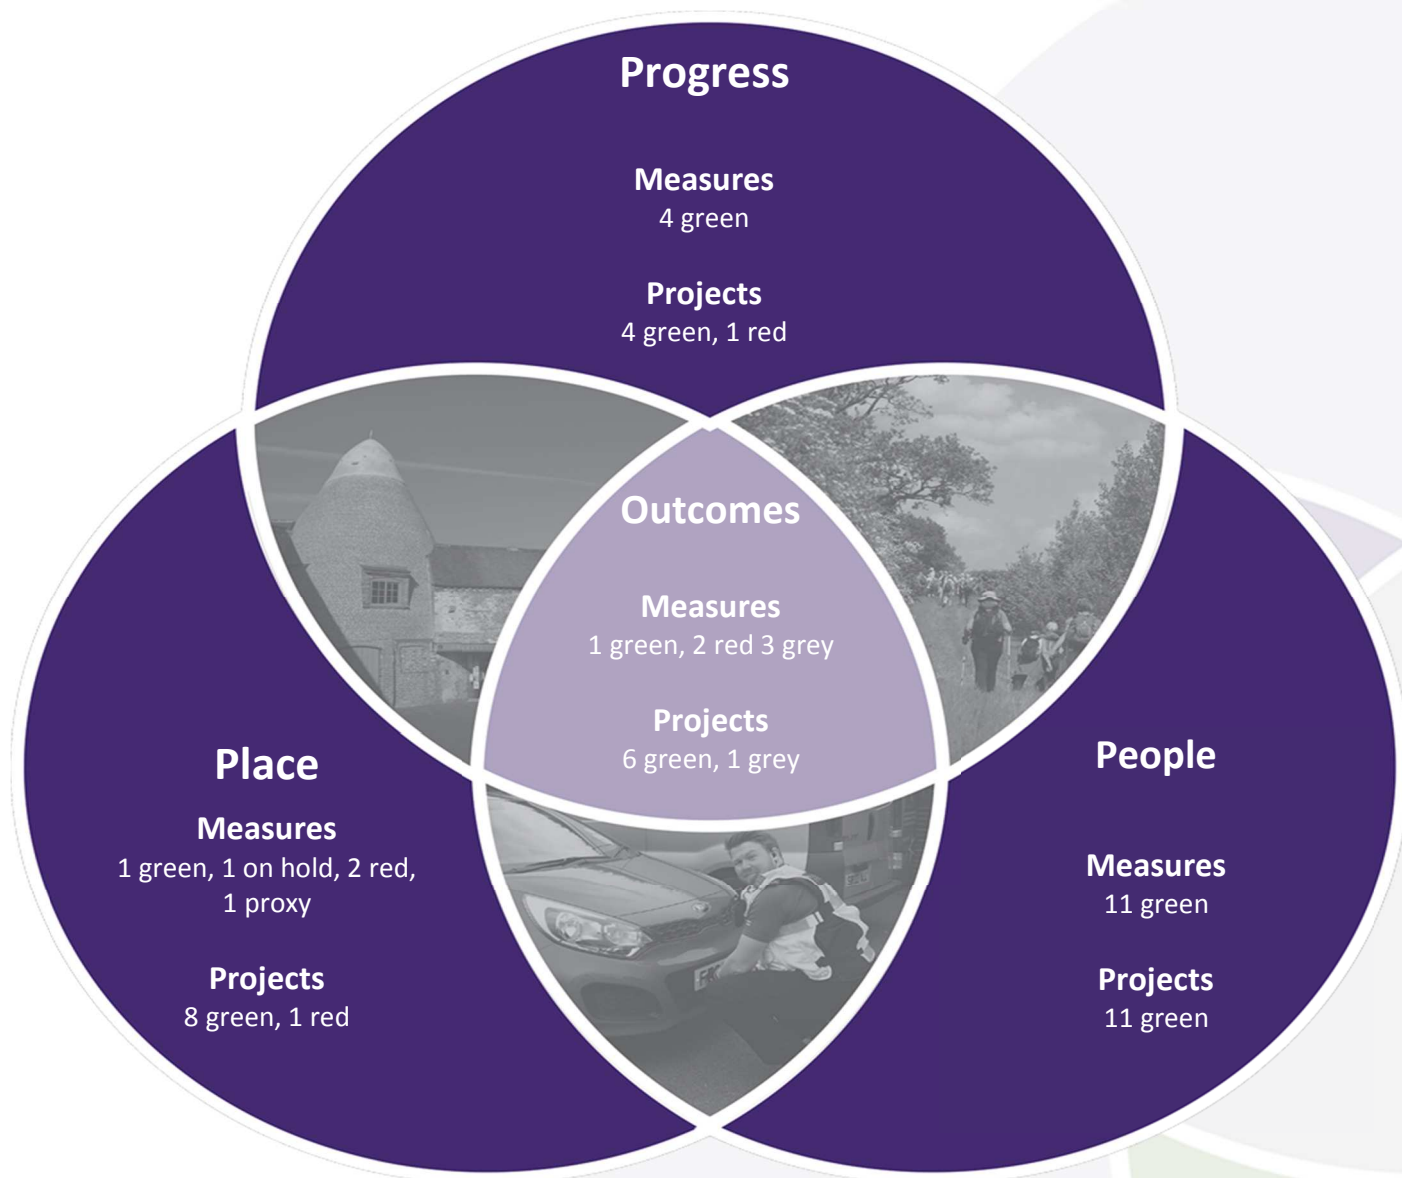 Progress
Measures
4 green
Projects
4 green, 1 red
Outcomes
Measures
1 green, 2 red 3 grey
Projects
6 green, 1 grey
Place
Measures
1 green, 1 on hold, 2 red,
1 proxy
Projects
8 green, 1 red
People
Measures
11 green
Projects
11 green